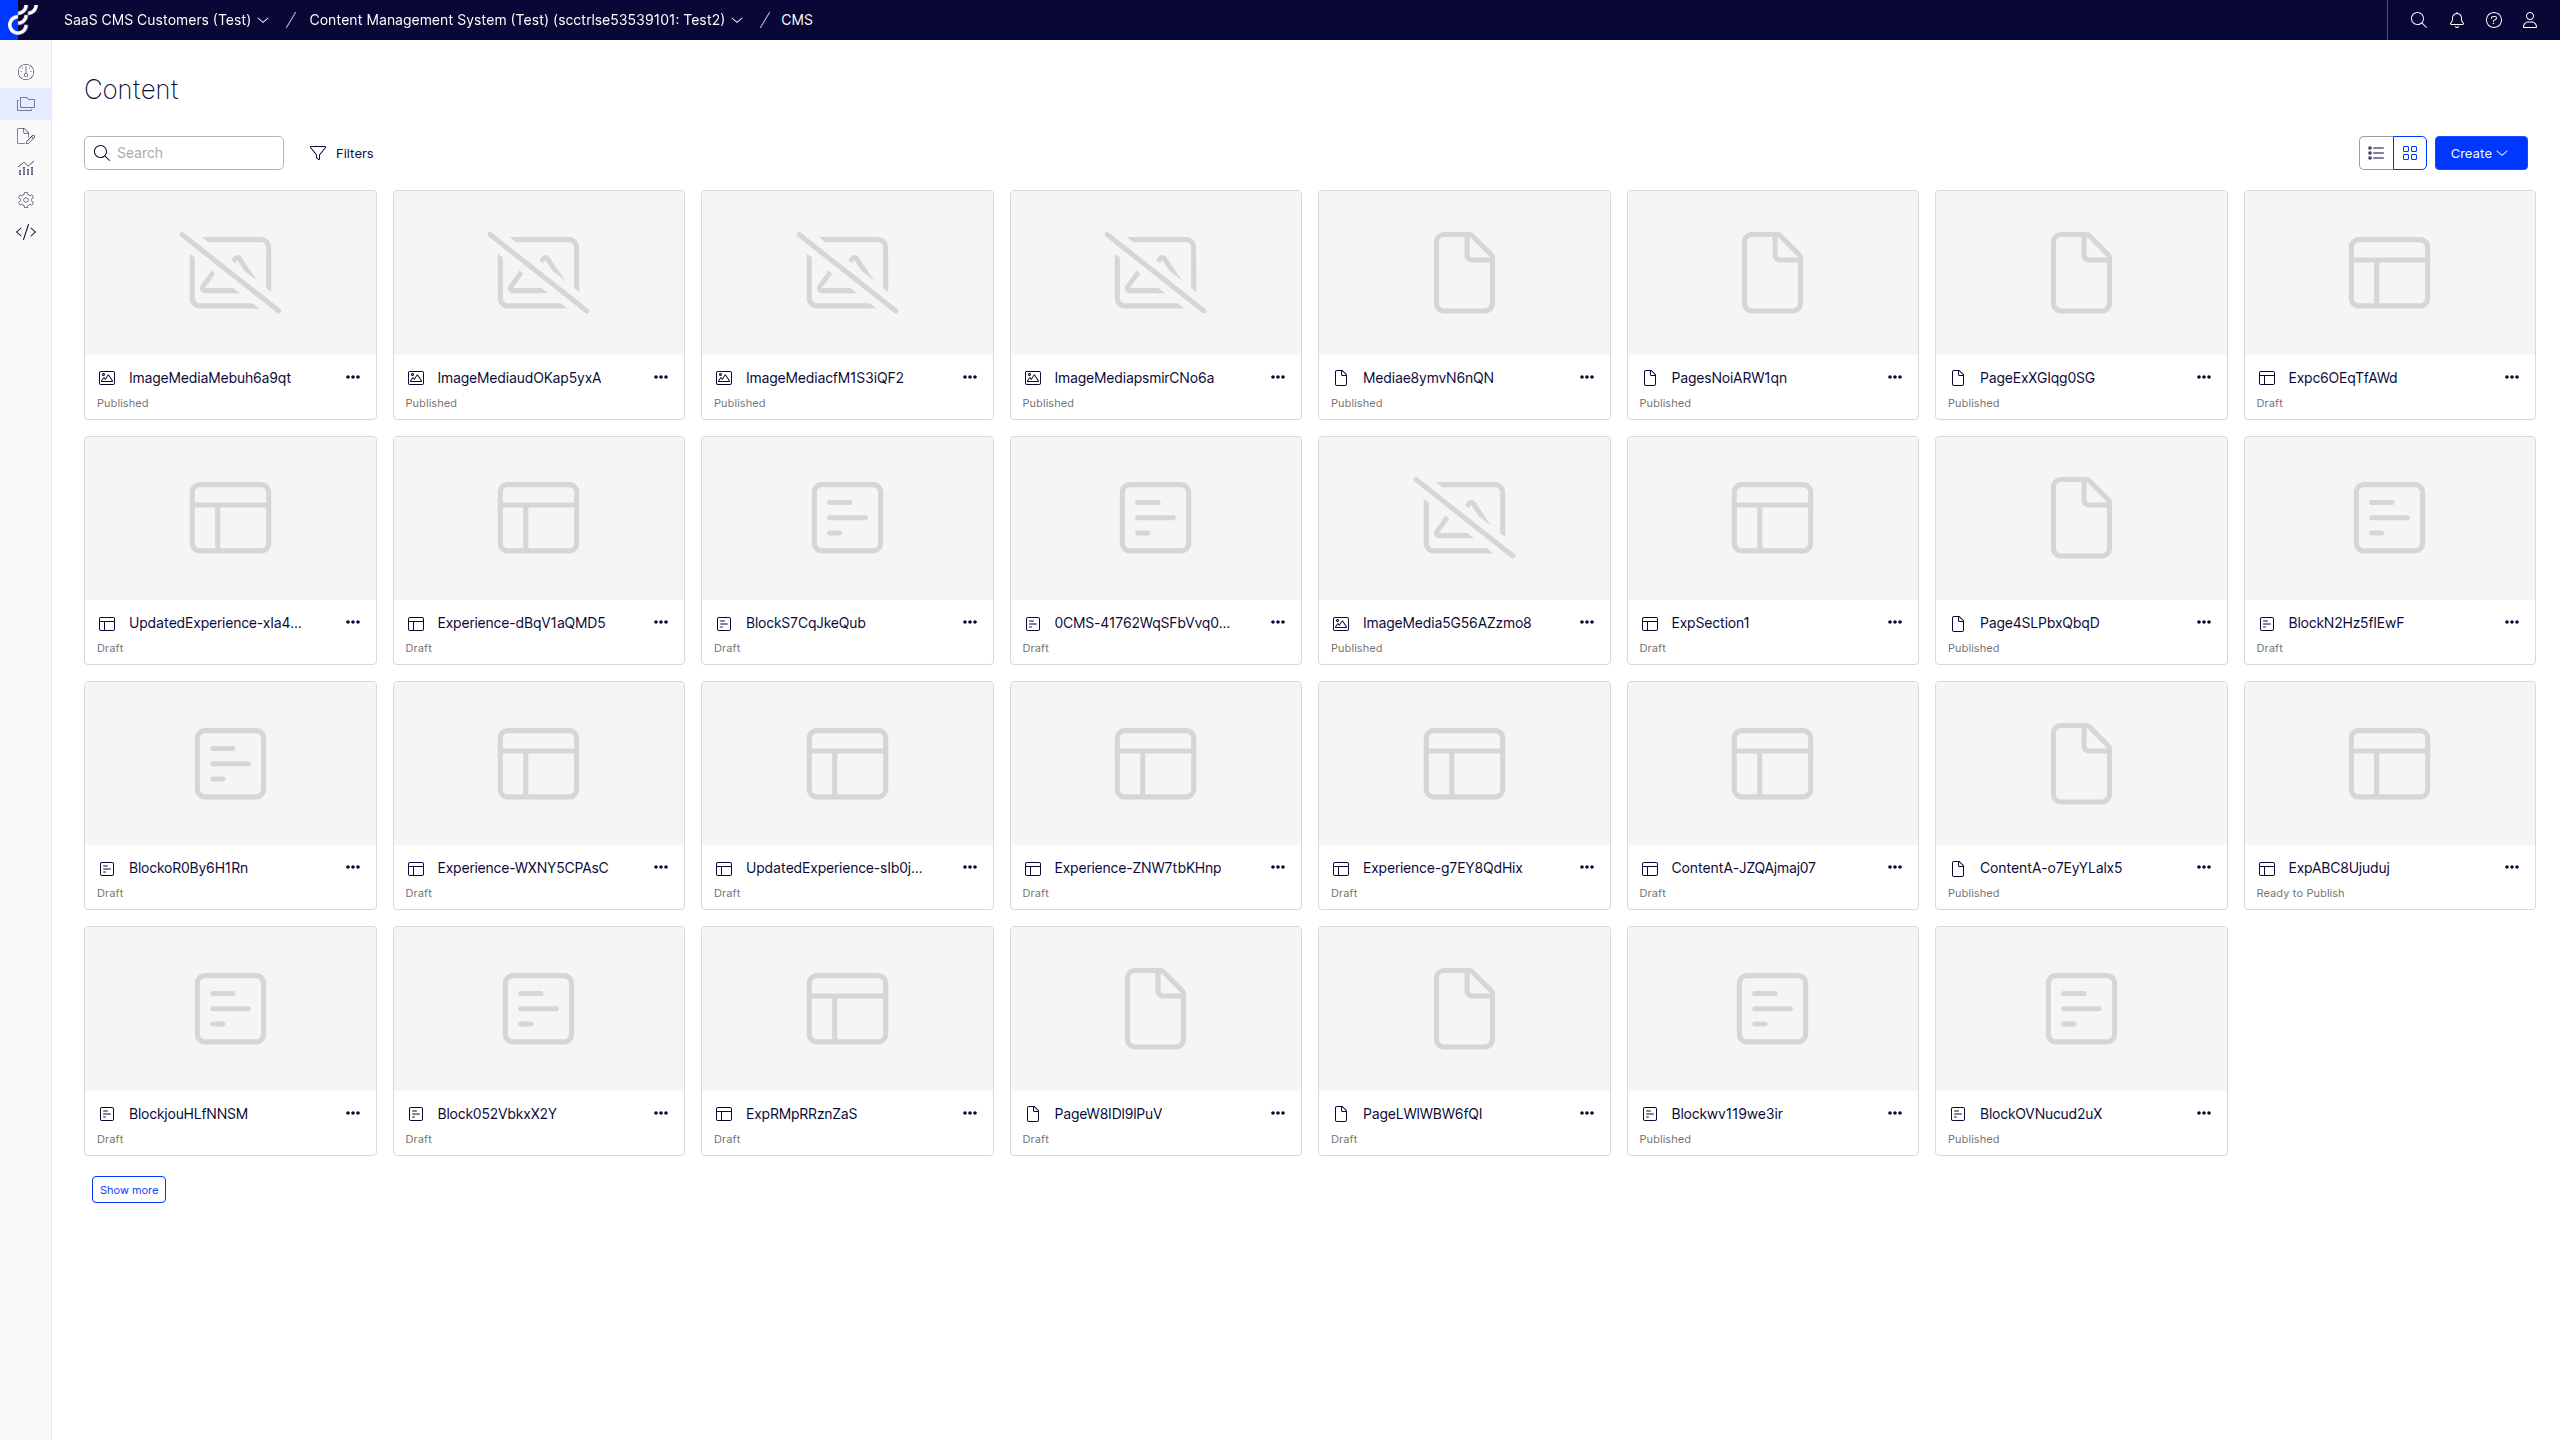 SaaS CMS Customers (Test) / Content Management System (Test) (scctrlse53539101: Test2) / CMS
Content
Search
Filters
Create
ImageMediaMebuh6a9qt
Published
ImageMediaudOKap5yxA
Published
ImageMediacfM1S3iQF2
Published
ImageMediapsmirCNo6a
Published
Mediae8ymvN6nQN
Published
PagesNoiARW1qn
Published
PageExXGlqg0SG
Published
Expc6OEqTfAWd
Draft
UpdatedExperience-xIa4...
Draft
Experience-dBqV1aQMD5
Draft
BlockS7CqJkeQub
Draft
0CMS-41762WqSFbVvq0...
Draft
ImageMedia5G56AZzmo8
Published
ExpSection1
Draft
Page4SLPbxQbqD
Published
BlockN2Hz5flEwF
Draft
BlockoR0By6H1Rn
Draft
Experience-WXNY5CPAsC
Draft
UpdatedExperience-slb0j...
Draft
Experience-ZNW7tbKHnp
Draft
Experience-g7EY8QdHix
Draft
ContentA-JZQAjmaj07
Draft
ContentA-o7EyYLalx5
Published
ExpABC8Ujuduj
Ready to Publish
BlockjouHLfNNSM
Draft
Block052VbkxX2Y
Draft
ExpRMpRRznZaS
Draft
PageW8IDI9lPuV
Draft
PageLWlWBW6fQl
Draft
Blockwv119we3ir
Published
BlockOVNucud2uX
Published
Show more